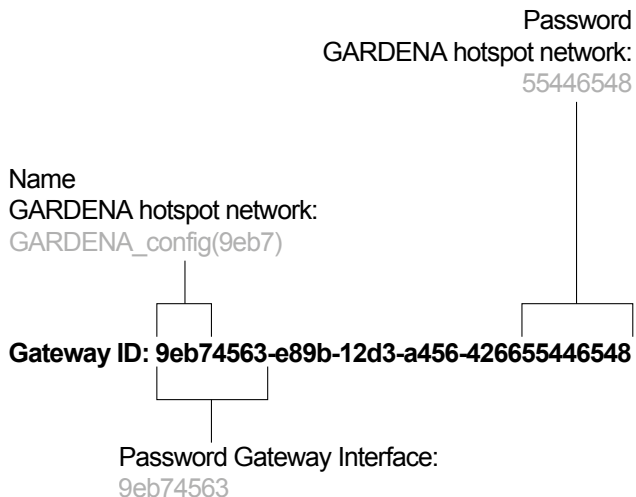 Password
GARDENA hotspot network:
55446548
Name
GARDENA hotspot network:
GARDENA_config(9eb7)
Gateway ID: 9eb74563-e89b-12d3-a456-426655446548
Password Gateway Interface:
9eb74563